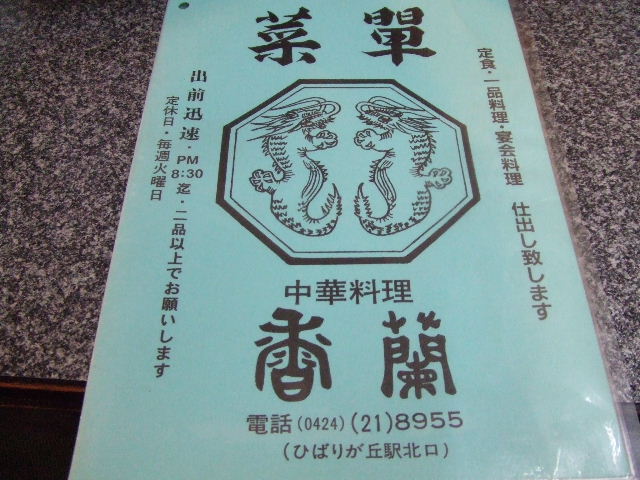 菜單
定食・一品料理・宴会料理 仕出し致します
出前迅速・PM8:30迄・二品以上でお願いします
定休日・毎週火曜日
中華料理
香蘭
電話(0424)(21)8955
(ひばりが丘駅北口)